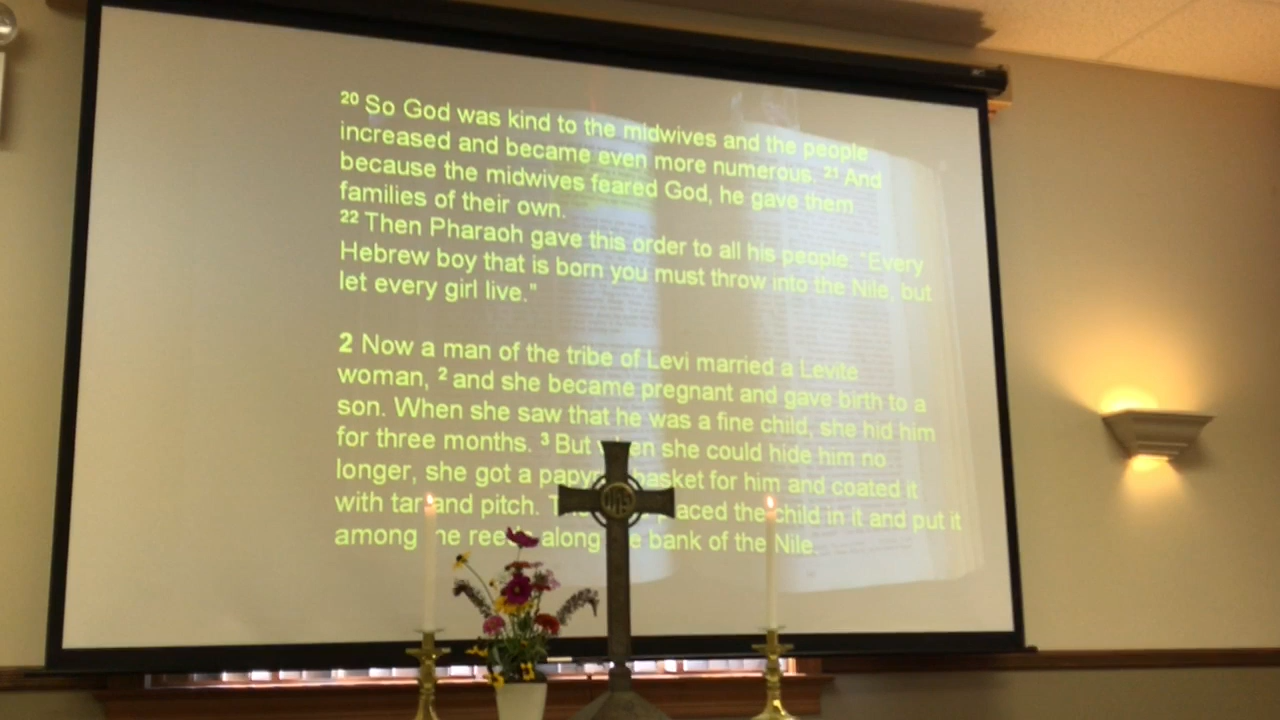 20 So God was kind to the midwives and the people
increased and became even more numerous. 21 And
because the midwives feared God, he gave them
families of their own.
22 Then Pharaoh gave this order to all his people. "Every
Hebrew boy that is born you must throw into the Nile, but
let every girl live."
2 Now a man of the tribe of Levi married a Levite
woman, 2 and she became pregnant and gave birth to a
son. When she saw that he was a fine child, she hid him
for three months. 3 But when she could hide him no
longer, she got a papyrus basket for him and coated it
with tar and pitch. placed the child in it and put it
among the reeds along the bank of the Nile.
IHS